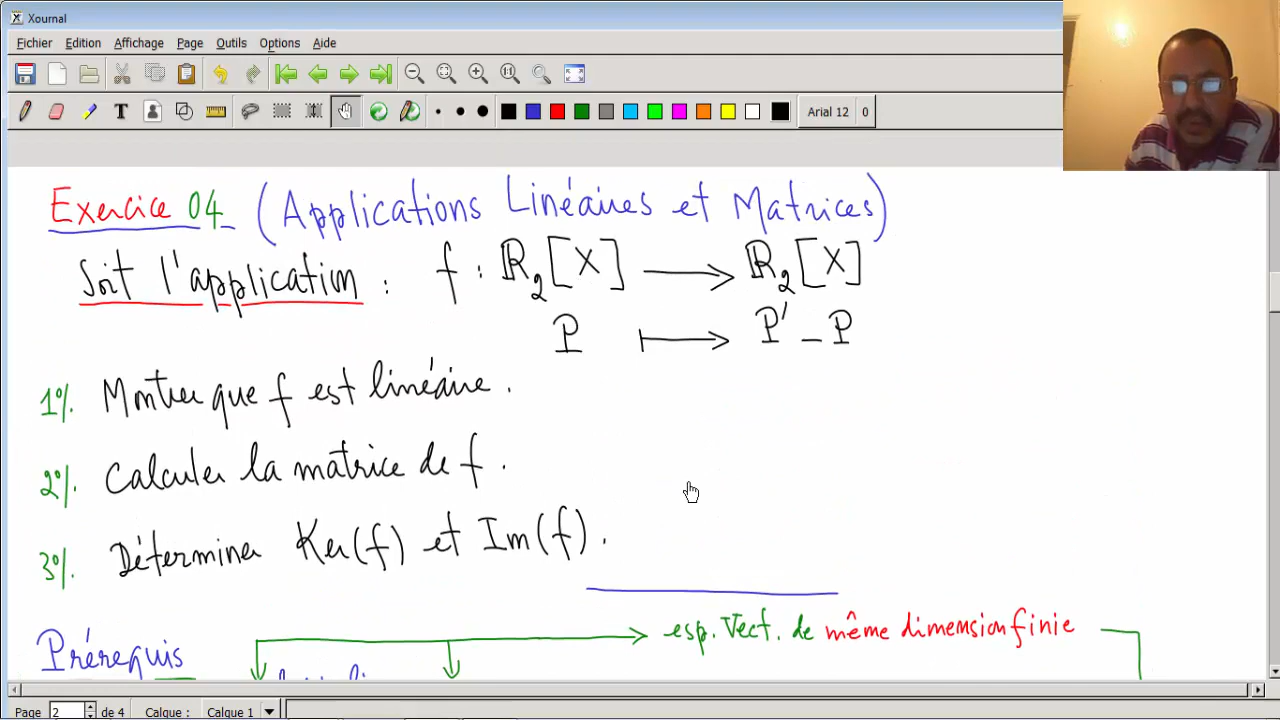 Xournal
Fichier Edition Affichage Page Outils Options Aide
Arial 12 0
Exercice 04 (Applications Linéaires et Matrices)
Soit l'application : f : ℝ₂[X] ⟶ ℝ₂[X]
P ⟼ P' - P
1°/. Montrer que f est linéaire.
2°/. Calculer la matrice de f.
3°/. Déterminer Ker(f) et Im(f).
esp. Vect. de même dimension finie
Prérequis
Page 2 de 4 Calque : Calque 1